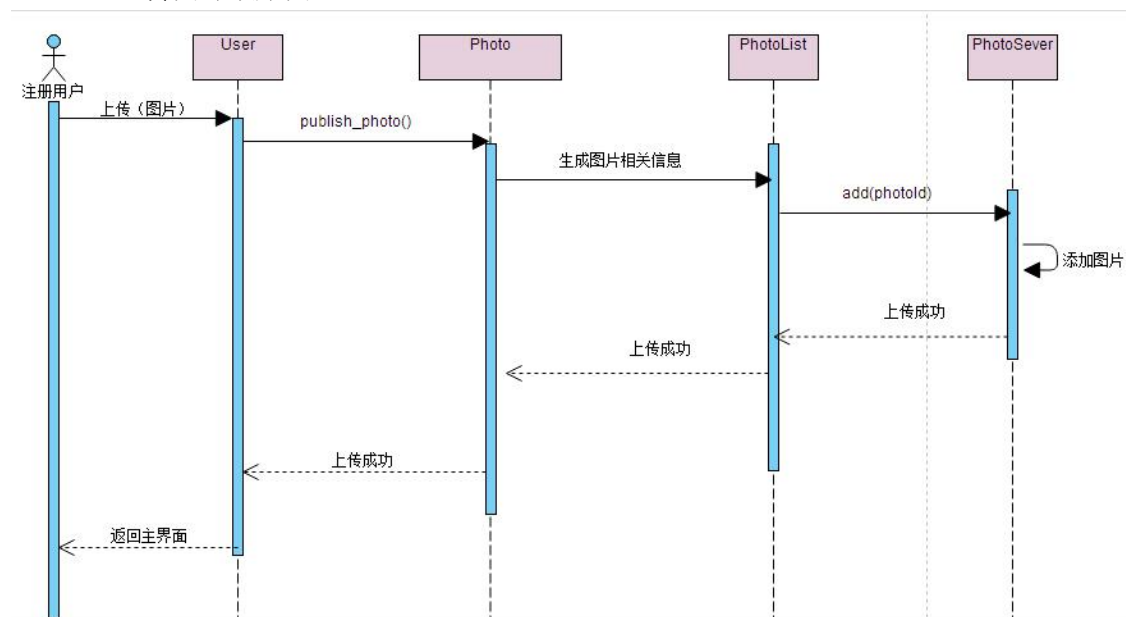 User
Photo
PhotoList
PhotoSever
注册用户
上传（图片）
publish_photo()
生成图片相关信息
add(photoId)
添加图片
上传成功
上传成功
上传成功
返回主界面